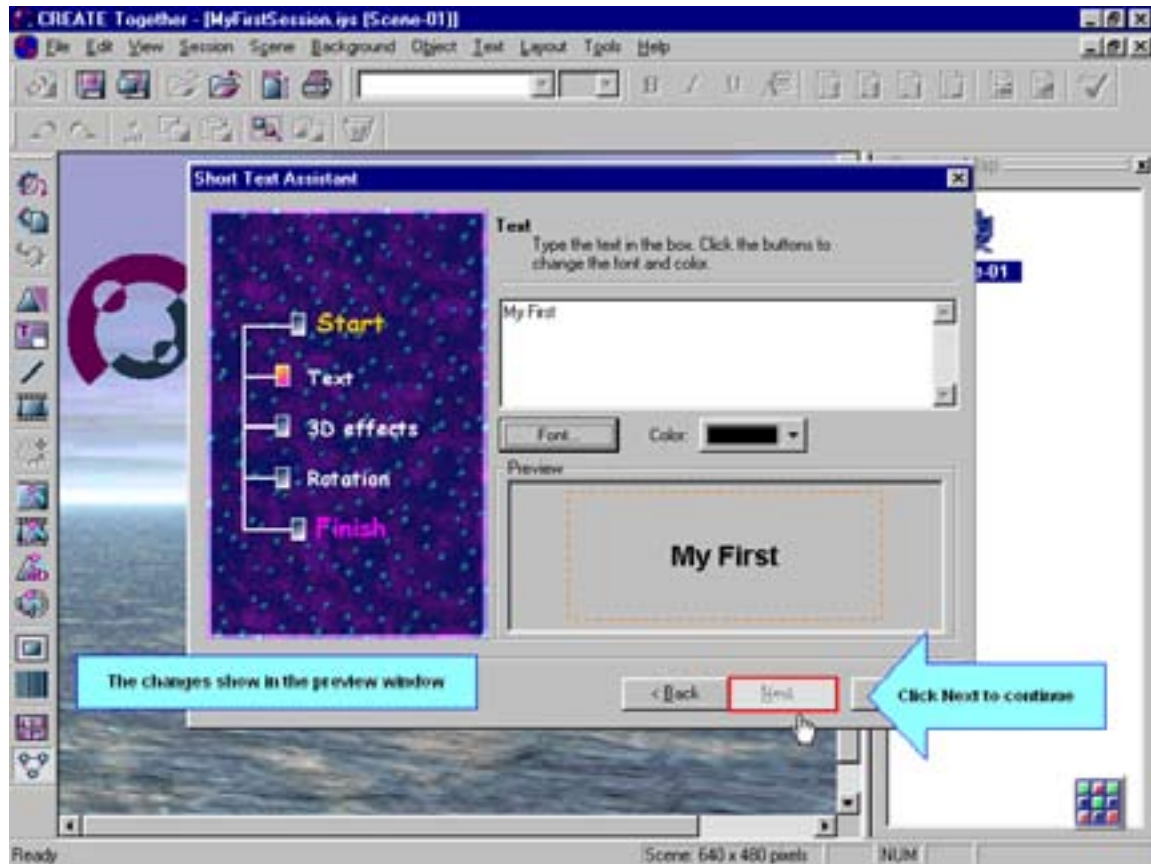 CREATE Together - [MyFirstSession.iys [Scene-01]]
File Edit View Session Scene Background Object Text Layout Tools Help
B I U
Short Text Assistant
Text
Type the text in the box. Click the buttons to
change the font and color.
Start
Text
3D effects
Rotation
Finish
My First
Font...
Color:
Preview
My First
-01
The changes show in the preview window
< Back
Next
Click Next to continue
Ready
Scene: 640 x 480 pixels
NUM